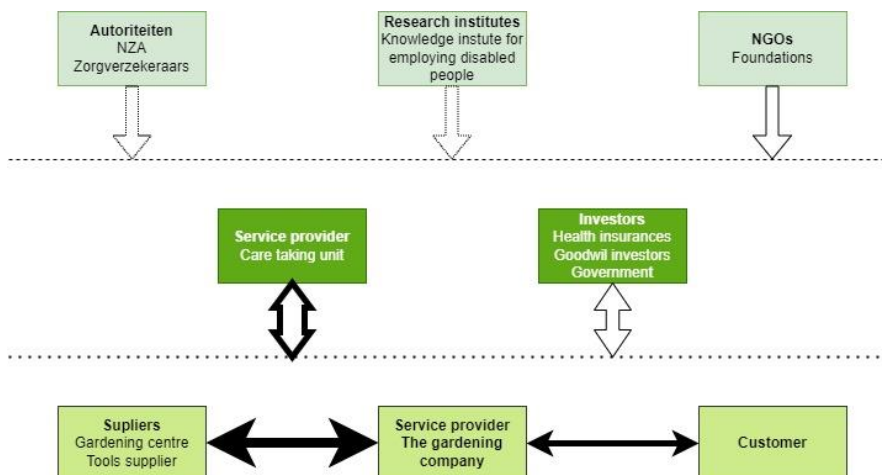 Autoriteiten
NZA
Zorgverzekeraars
Research institutes
Knowledge instute for
employing disabled
people
NGOs
Foundations
Service provider
Care taking unit
Investors
Health insurances
Goodwil investors
Government
Supliers
Gardening centre
Tools supplier
Service provider
The gardening
company
Customer